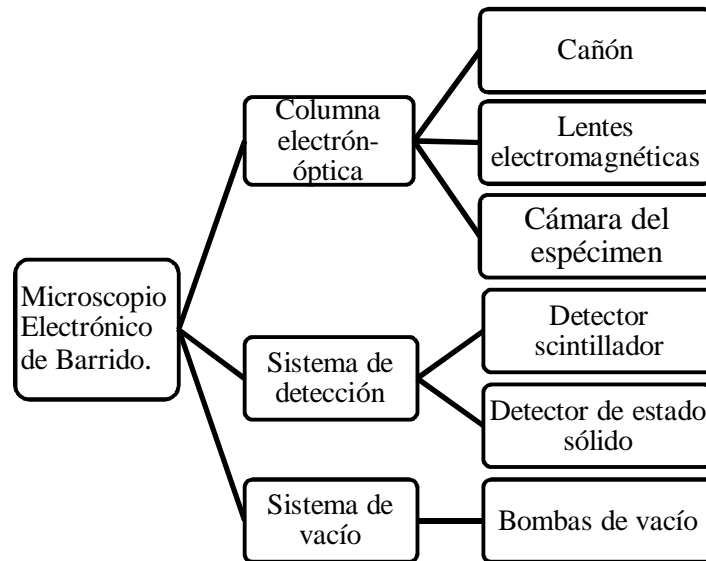 Microscopio
Electrónico
de Barrido.
Columna
electrón-
óptica
Cañón
Lentes
electromagnéticas
Cámara del
espécimen
Sistema de
detección
Detector
scintillador
Detector de estado
sólido
Sistema de
vacío
Bombas de vacío